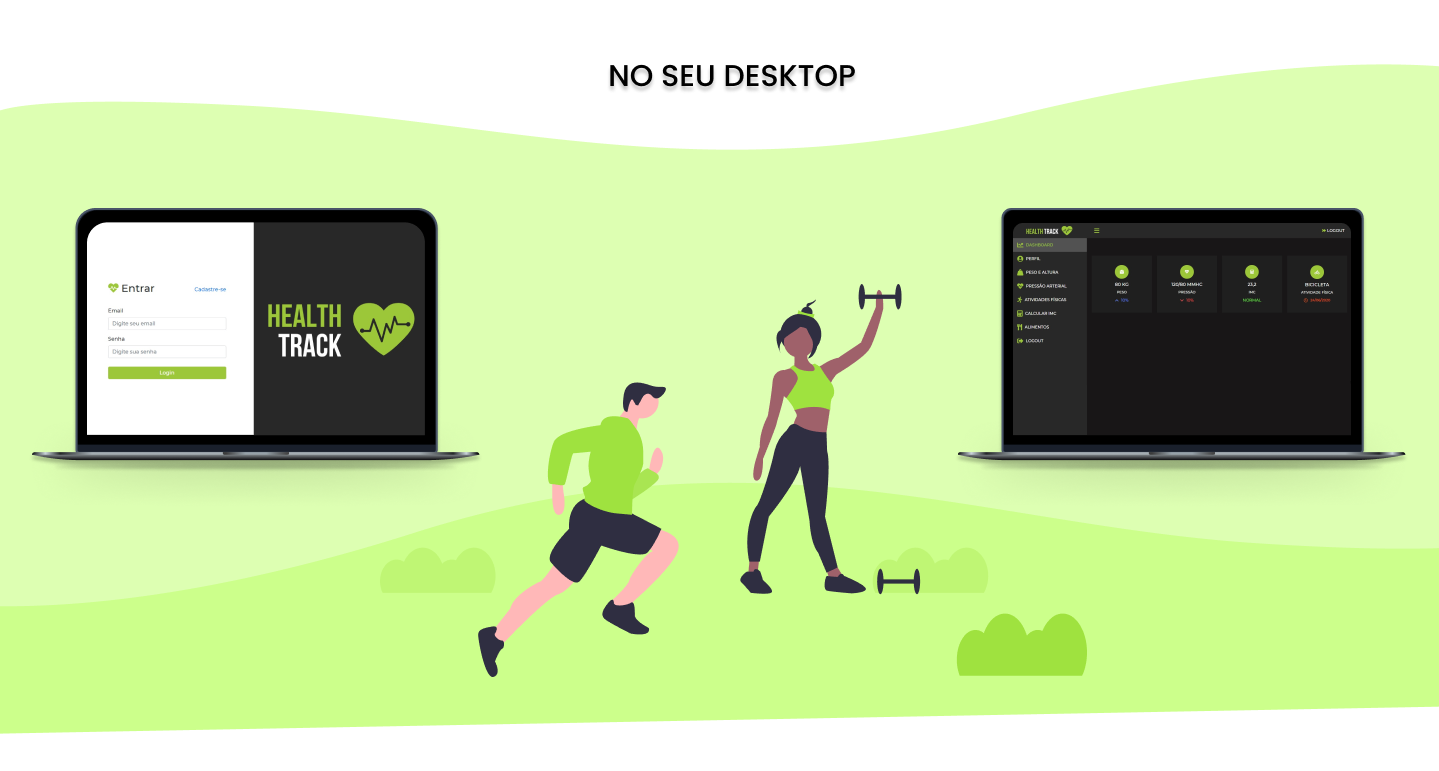 NO SEU DESKTOP
Entrar
Cadastre-se
Email
Digite seu email
Senha
Digite sua senha
Login
HEALTH
TRACK
HEALTH TRACK
LOGOUT
DASHBOARD
PERFIL
PESO E ALTURA
PRESSÃO ARTERIAL
ATIVIDADES FÍSICAS
CALCULAR IMC
ALIMENTOS
LOGOUT
80 KG
PESO
10%
120/80 MMHG
PRESSÃO
10%
23,2
IMC
NORMAL
BICICLETA
ATIVIDADE FÍSICA